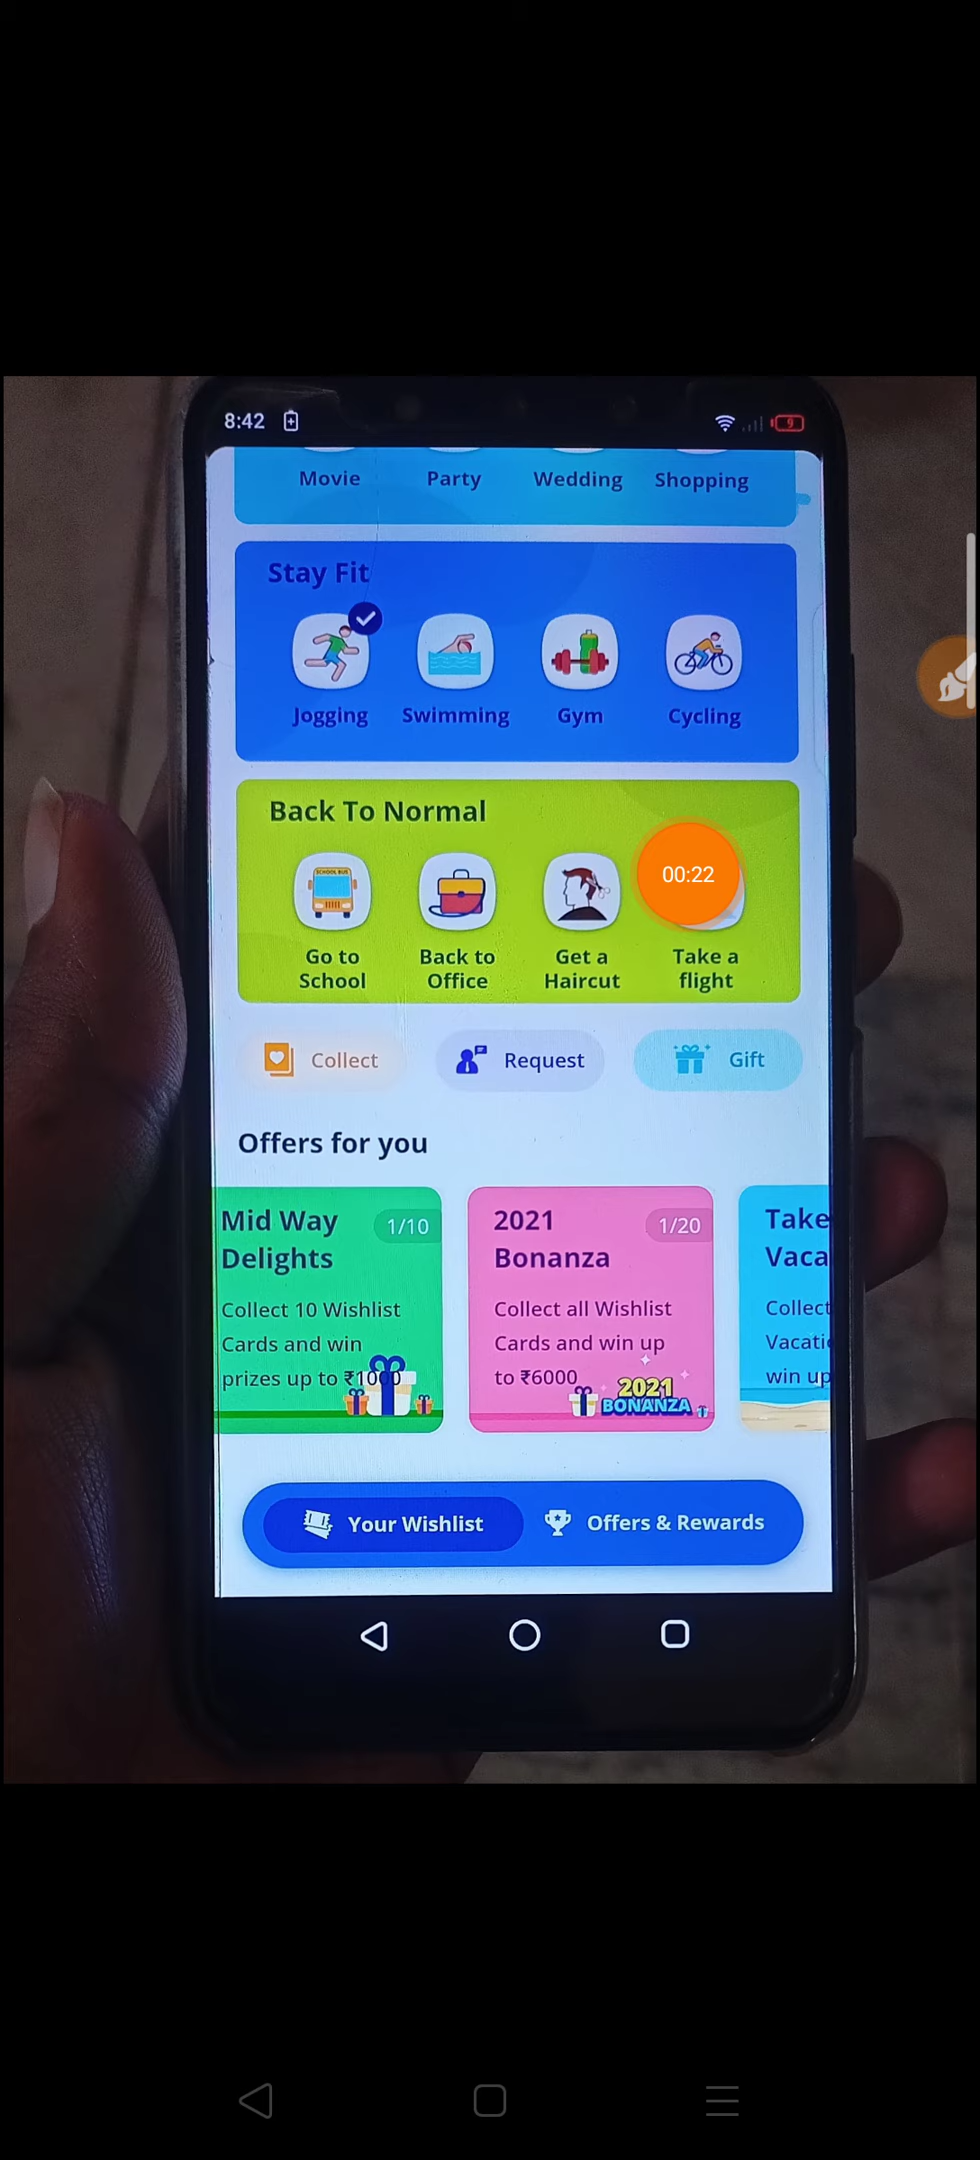 8:42
9
Movie
Party
Wedding
Shopping
Stay Fit
Jogging
Swimming
Gym
Cycling
Back To Normal
SCHOOL BUS
00:22
Go to
School
Back to
Office
Get a
Haircut
Take a
flight
Collect
Request
Gift
Offers for you
Mid Way
Delights
1/10
Collect 10 Wishlist
Cards and win
prizes up to ₹1000
2021
Bonanza
1/20
Collect all Wishlist
Cards and win up
to ₹6000
2021
BONANZA
Take
Vaca
Collect
Vacati
win up
Your Wishlist
Offers & Rewards